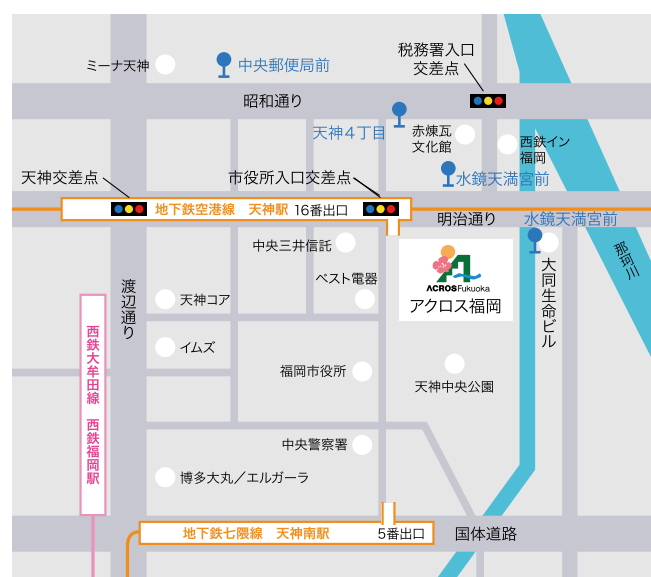 ミーナ天神
中央郵便局前
税務署入口
交差点
昭和通り
天神4丁目
赤煉瓦
文化館
西鉄イン
福岡
天神交差点
市役所入口交差点
水鏡天満宮前
地下鉄空港線 天神駅 16番出口
明治通り
水鏡天満宮前
中央三井信託
那珂川
大同生命ビル
ベスト電器
ACROS Fukuoka
アクロス福岡
渡辺通り
天神コア
西鉄大牟田線 西鉄福岡駅
イムズ
福岡市役所
天神中央公園
中央警察署
博多大丸／エルガーラ
地下鉄七隈線 天神南駅 5番出口
国体道路